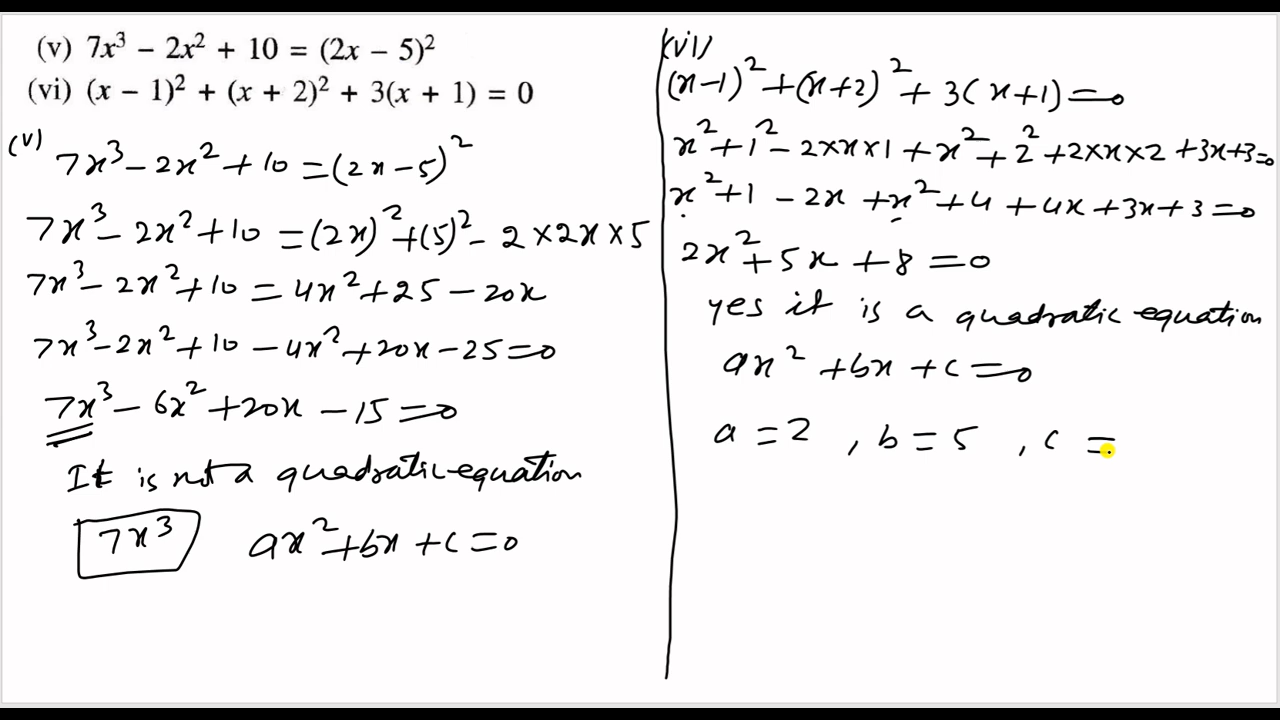 (v) 7x³ − 2x² + 10 = (2x − 5)²
(vi) (x − 1)² + (x + 2)² + 3(x + 1) = 0
(v)
7x³ − 2x² + 10 = (2x − 5)²
7x³ − 2x² + 10 = (2x)² + (5)² − 2 × 2x × 5
7x³ − 2x² + 10 = 4x² + 25 − 20x
7x³ − 2x² + 10 − 4x² + 20x − 25 = 0
7x³ − 6x² + 20x − 15 = 0
It is not a quadratic equation
7x³ ax² + bx + c = 0
(vi)
(x − 1)² + (x + 2)² + 3(x + 1) = 0
x² + 1² − 2 × x × 1 + x² + 2² + 2 × x × 2 + 3x + 3 = 0
x² + 1 − 2x + x² + 4 + 4x + 3x + 3 = 0
2x² + 5x + 8 = 0
yes it is a quadratic equation
ax² + bx + c = 0
a = 2 , b = 5 , c =